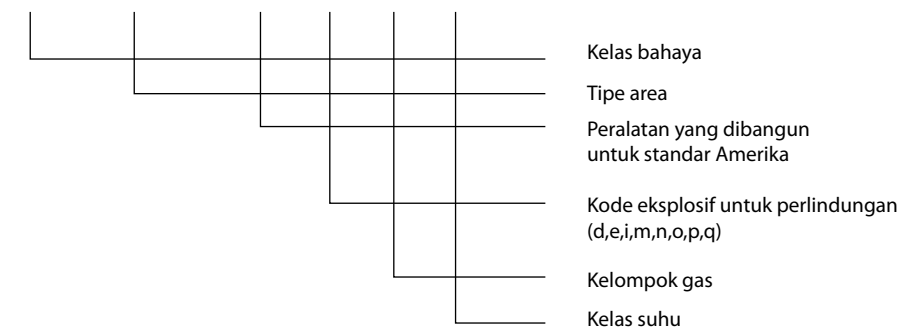 Kelas bahaya
Tipe area
Peralatan yang dibangun
untuk standar Amerika
Kode eksplosif untuk perlindungan
(d,e,i,m,n,o,p,q)
Kelompok gas
Kelas suhu